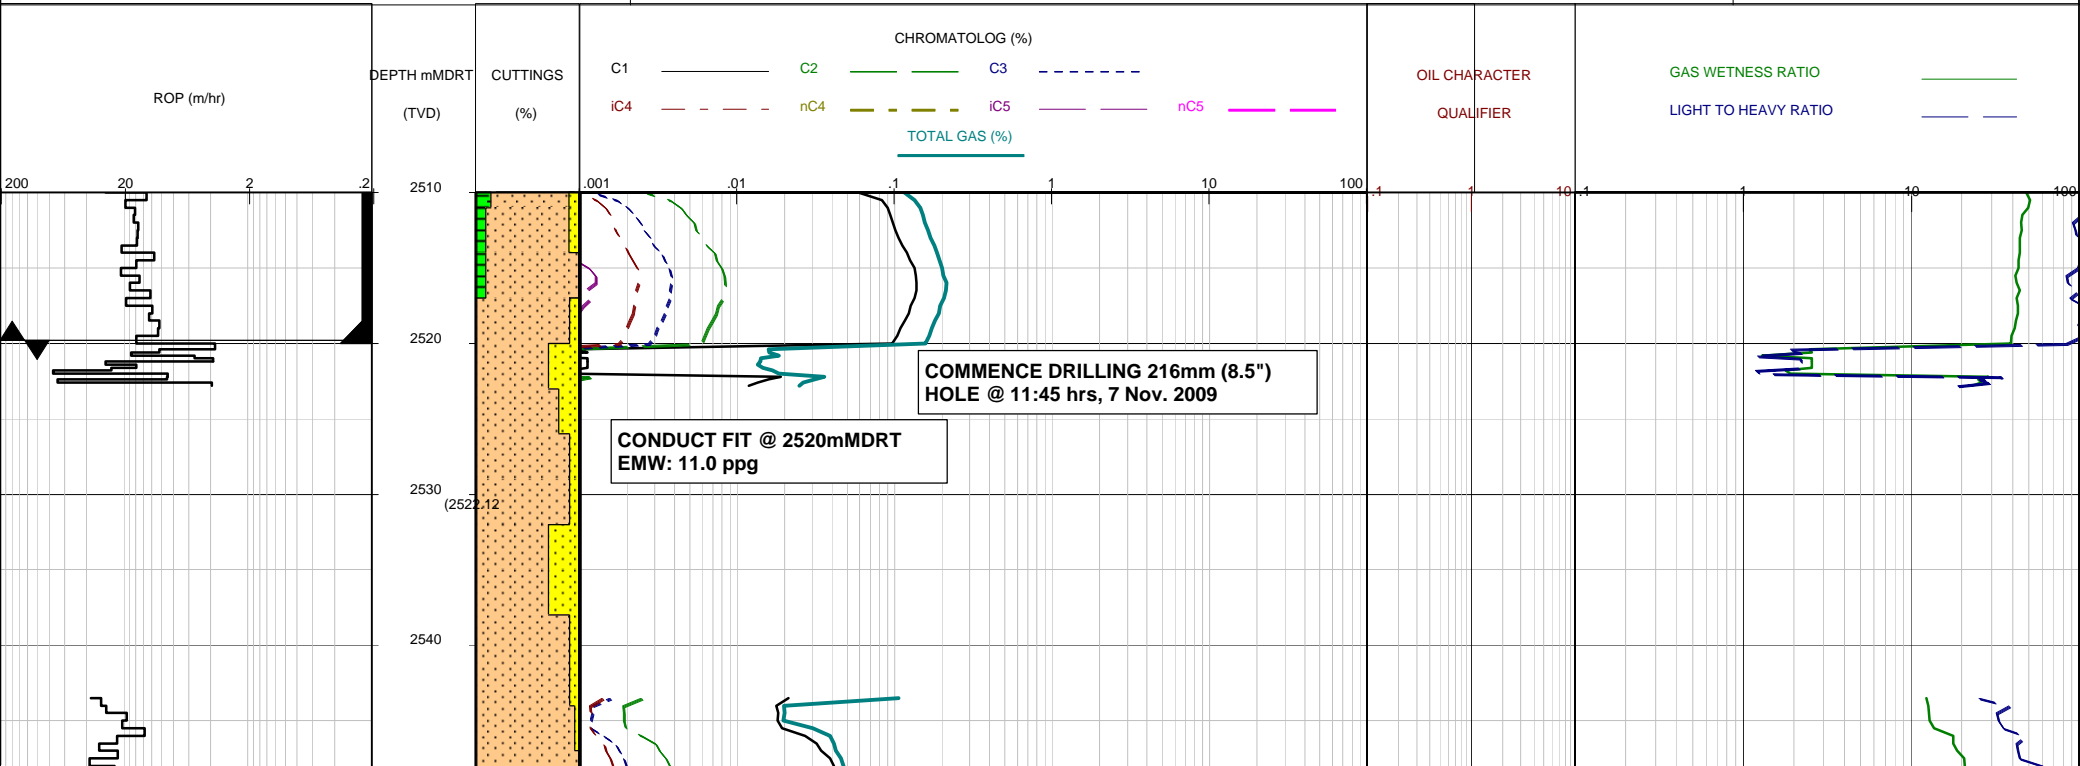 CHROMATOLOG (%)
C1 C2 C3
DEPTH mMDRT CUTTINGS OIL CHARACTER GAS WETNESS RATIO
ROP (m/hr)
iC4 nC4 iC5 nC5
(TVD) (%) QUALIFIER LIGHT TO HEAVY RATIO
TOTAL GAS (%)
200 20 2 .2 2510 .001 .01 .1 1 10 100 .1 1 10 .1 1 10 100
2520
COMMENCE DRILLING 216mm (8.5")
HOLE @ 11:45 hrs, 7 Nov. 2009
CONDUCT FIT @ 2520mMDRT
EMW: 11.0 ppg
2530
(2522.12
2540